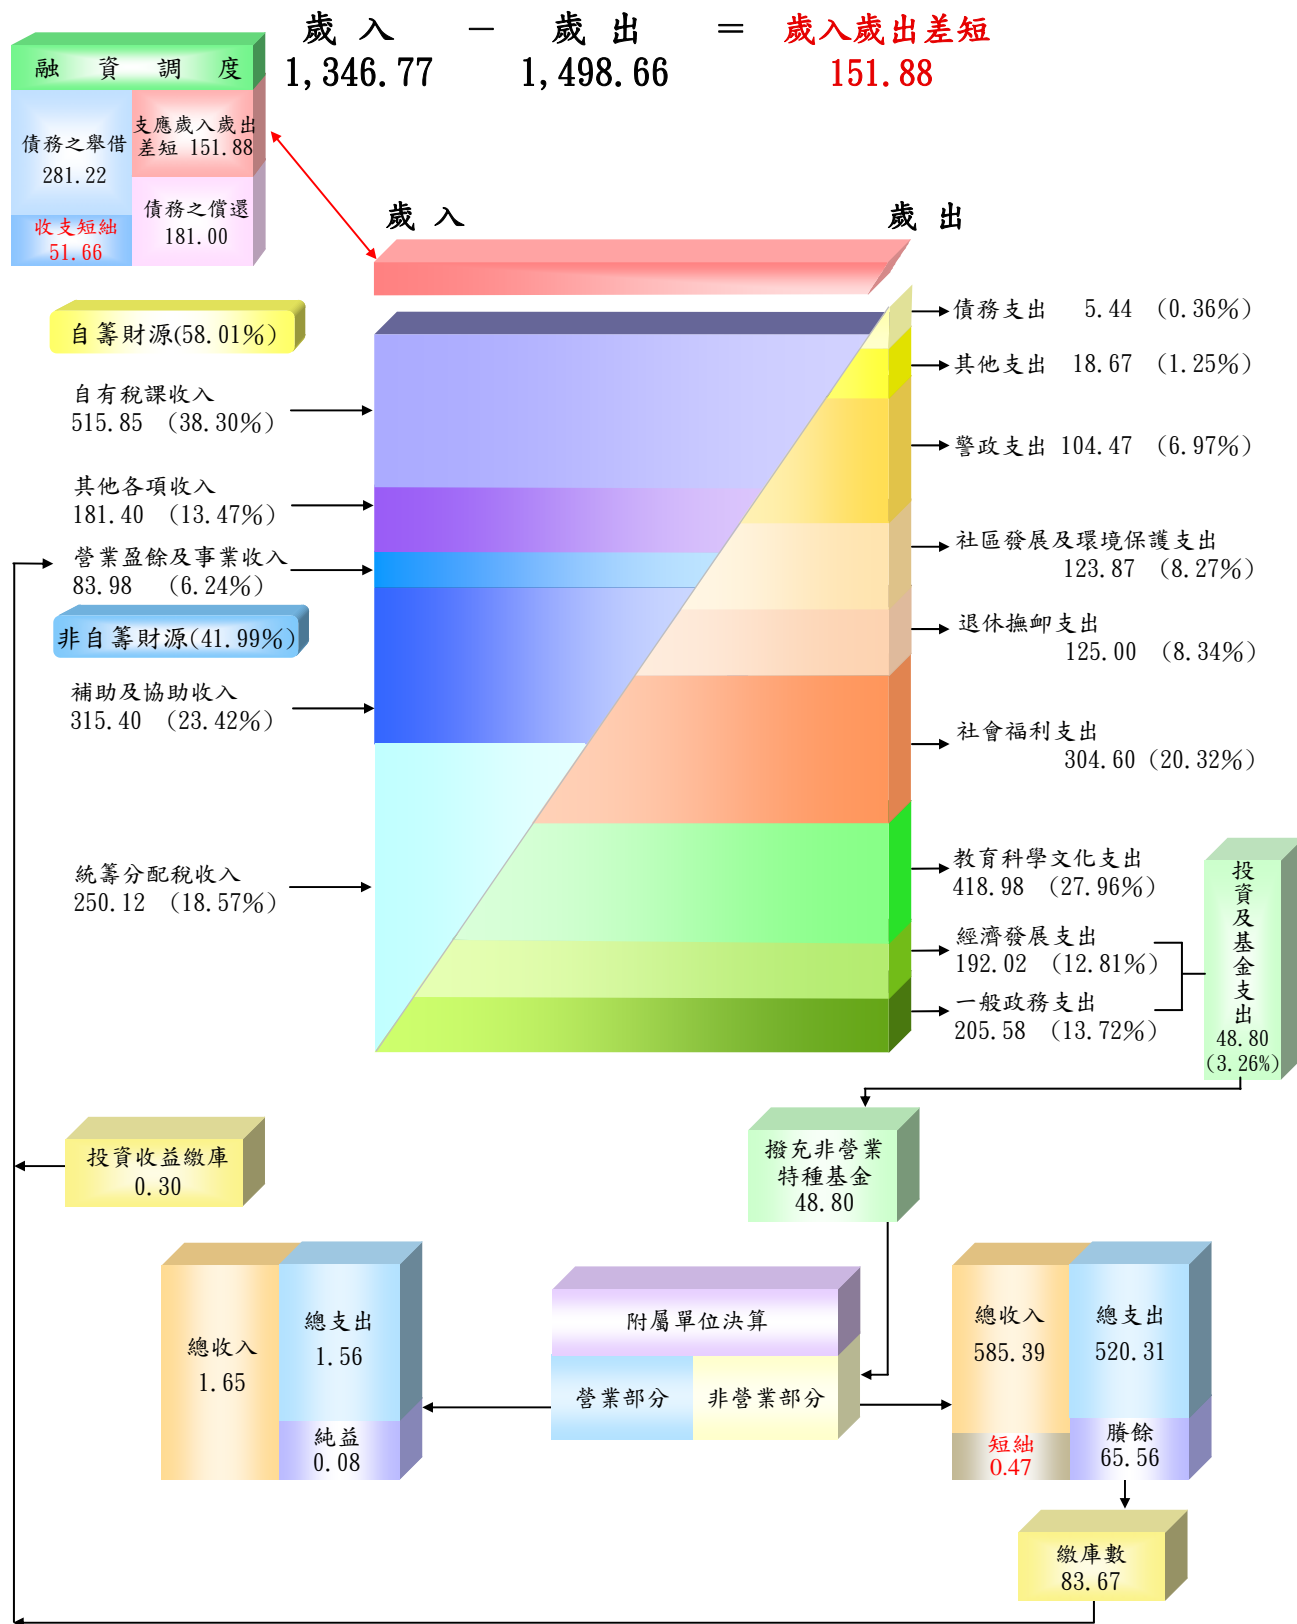 歲 入 － 歲 出 ＝ 歲入歲出差短
1,346.77 1,498.66 151.88
融 資 調 度
債務之舉借
281.22
收支短絀
51.66
支應歲入歲出
差短 151.88
債務之償還
181.00
歲 入
歲 出
自籌財源(58.01%)
自有稅課收入
515.85 (38.30%)
其他各項收入
181.40 (13.47%)
營業盈餘及事業收入
83.98 (6.24%)
非自籌財源(41.99%)
補助及協助收入
315.40 (23.42%)
統籌分配稅收入
250.12 (18.57%)
債務支出 5.44 (0.36%)
其他支出 18.67 (1.25%)
警政支出 104.47 (6.97%)
社區發展及環境保護支出
123.87 (8.27%)
退休撫卹支出
125.00 (8.34%)
社會福利支出
304.60 (20.32%)
教育科學文化支出
418.98 (27.96%)
經濟發展支出
192.02 (12.81%)
一般政務支出
205.58 (13.72%)
投資及基金支出
48.80
(3.26%)
撥充非營業
特種基金
48.80
投資收益繳庫
0.30
總收入
1.65
總支出
1.56
純益
0.08
附屬單位決算
營業部分
非營業部分
總收入
585.39
短絀
0.47
總支出
520.31
賸餘
65.56
繳庫數
83.67